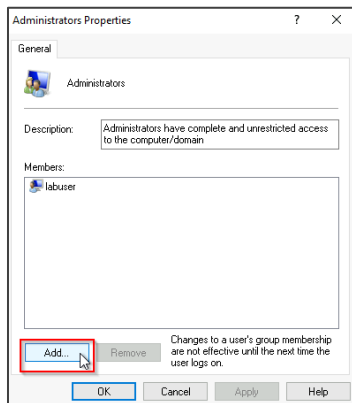 Administrators Properties
?
General
Administrators
Description:
Administrators have complete and unrestricted access
to the computer/domain
Members:
labuser
Add...
Remove
Changes to a user's group membership
are not effective until the next time the
user logs on.
OK
Cancel
Apply
Help